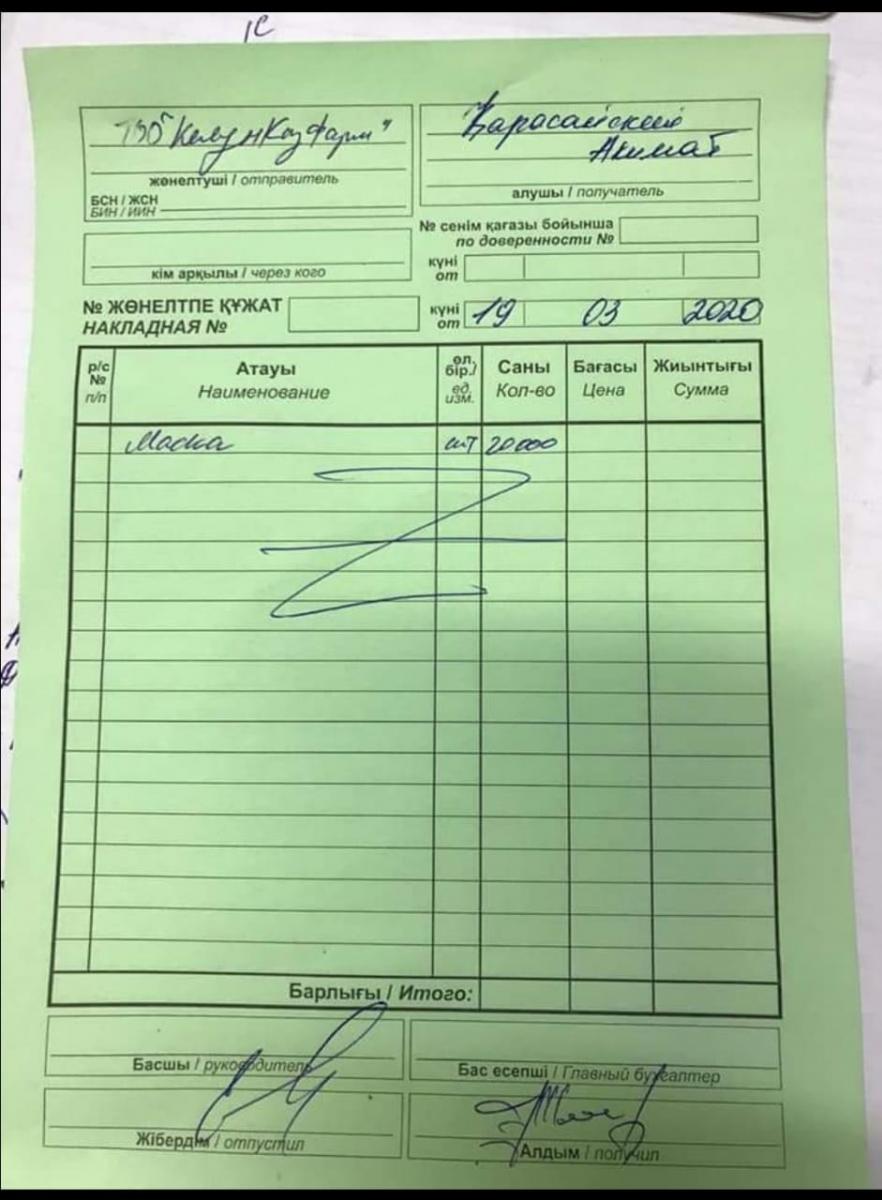 1С
ТОО "КелунКазФарм"
жөнелтуші / отправитель
БСН / ЖСН
БИН / ИИН
Карасайский
Акимат
алушы / получатель
№ сенім қағазы бойынша
по доверенности №
кім арқылы / через кого
күні
от
№ ЖӨНЕЛТПЕ ҚҰЖАТ
НАКЛАДНАЯ №
күні
от 19 03 2020
р/с № п/п
Атауы
Наименование
өл. бір./ ед. изм.
Саны
Кол-во
Бағасы
Цена
Жиынтығы
Сумма
Маска шт 20000
Барлығы / Итого:
Басшы / руководитель
Бас есепші / Главный бухгалтер
Жібердім / отпустил
Алдым / получил